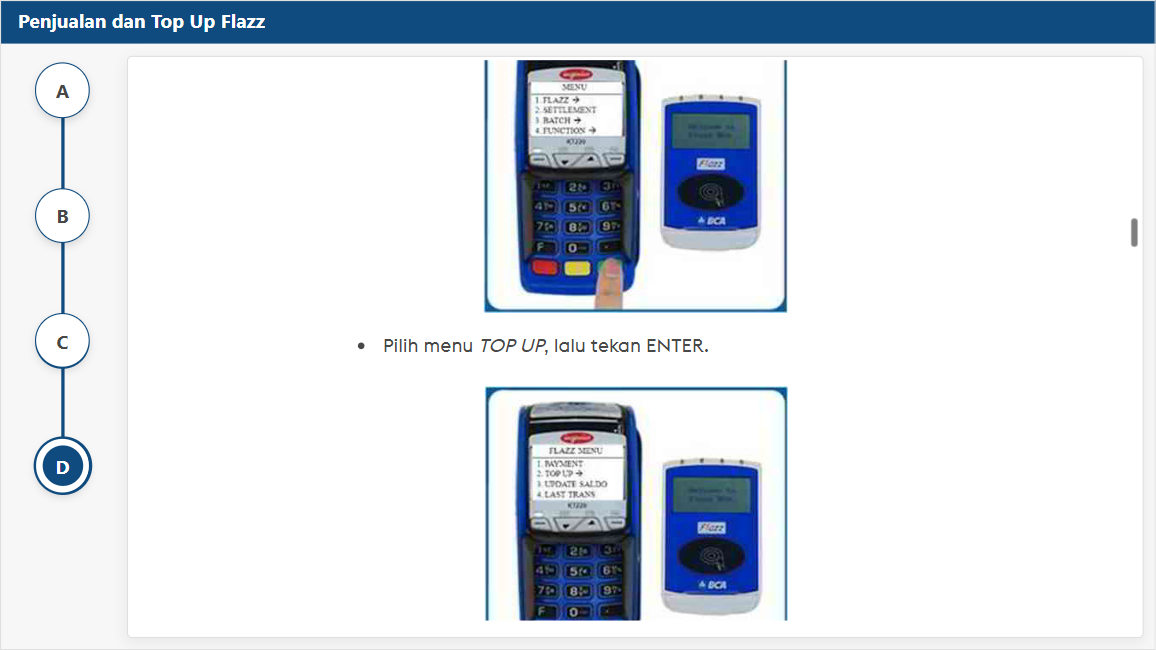 Penjualan dan Top Up Flazz
A
B
C
D
MENU
1. FLAZZ →
2. SETTLEMENT
3. BATCH →
4. FUNCTION →
Flazz
BCA
F
• Pilih menu TOP UP, lalu tekan ENTER.
FLAZZ MENU
1. PAYMENT
2. TOP UP →
3. UPDATE SALDO
4. LAST TRANS
Flazz
BCA
F